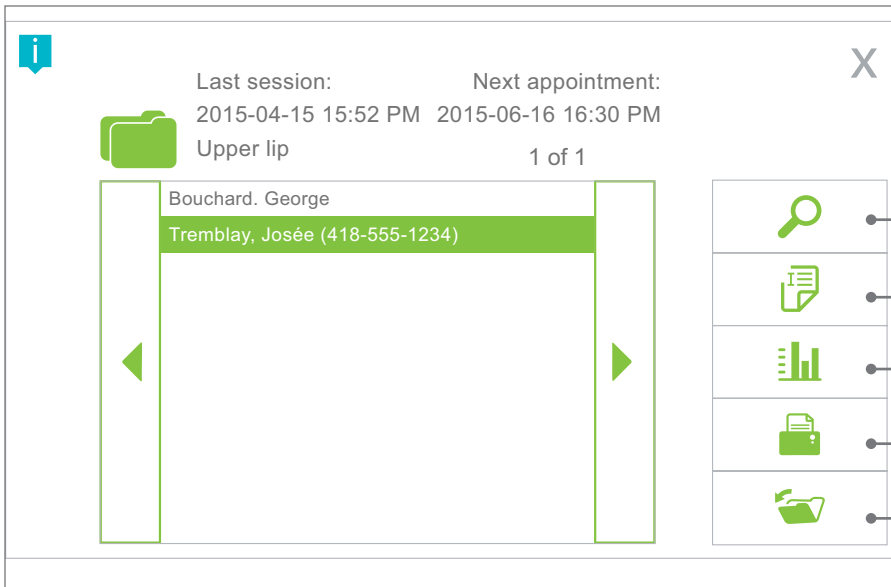 i
X
Last session: Next appointment:
2015-04-15 15:52 PM 2015-06-16 16:30 PM
Upper lip 1 of 1
Bouchard. George
Tremblay, Josée (418-555-1234)